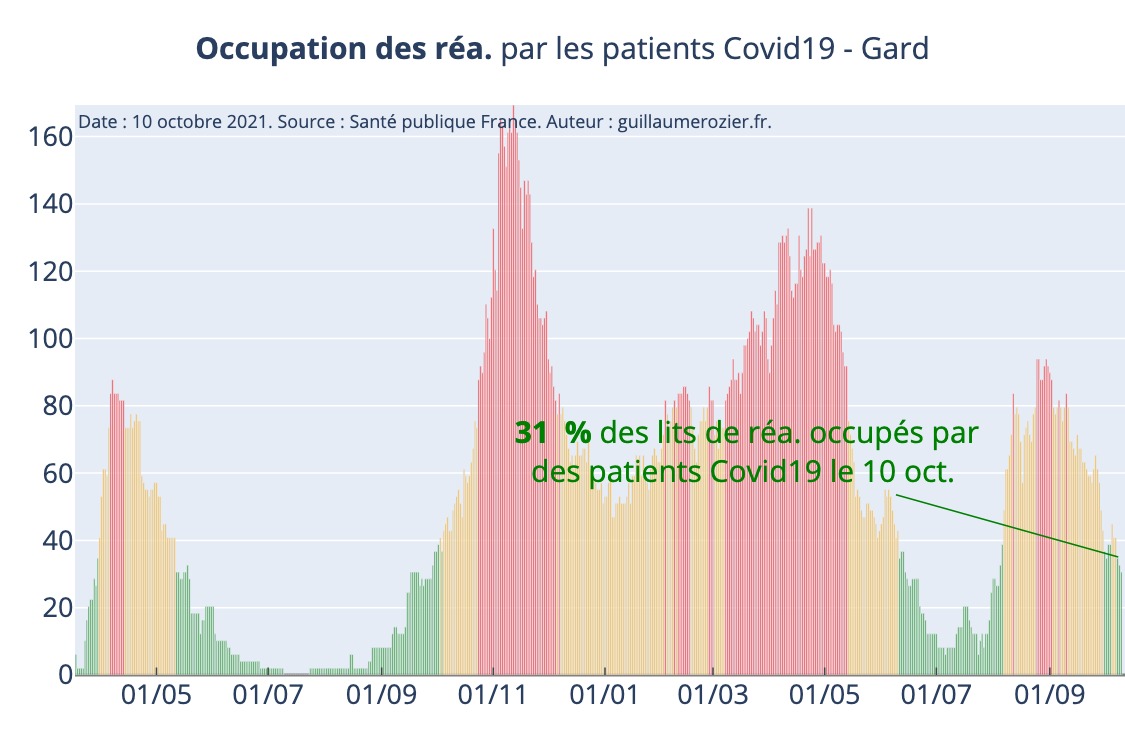 Occupation des réa. par les patients Covid19 - Gard
Date : 10 octobre 2021. Source : Santé publique France. Auteur : guillaumerozier.fr.
160
140
120
100
80
60
40
20
0
31 % des lits de réa. occupés par
des patients Covid19 le 10 oct.
01/05 01/07 01/09 01/11 01/01 01/03 01/05 01/07 01/09